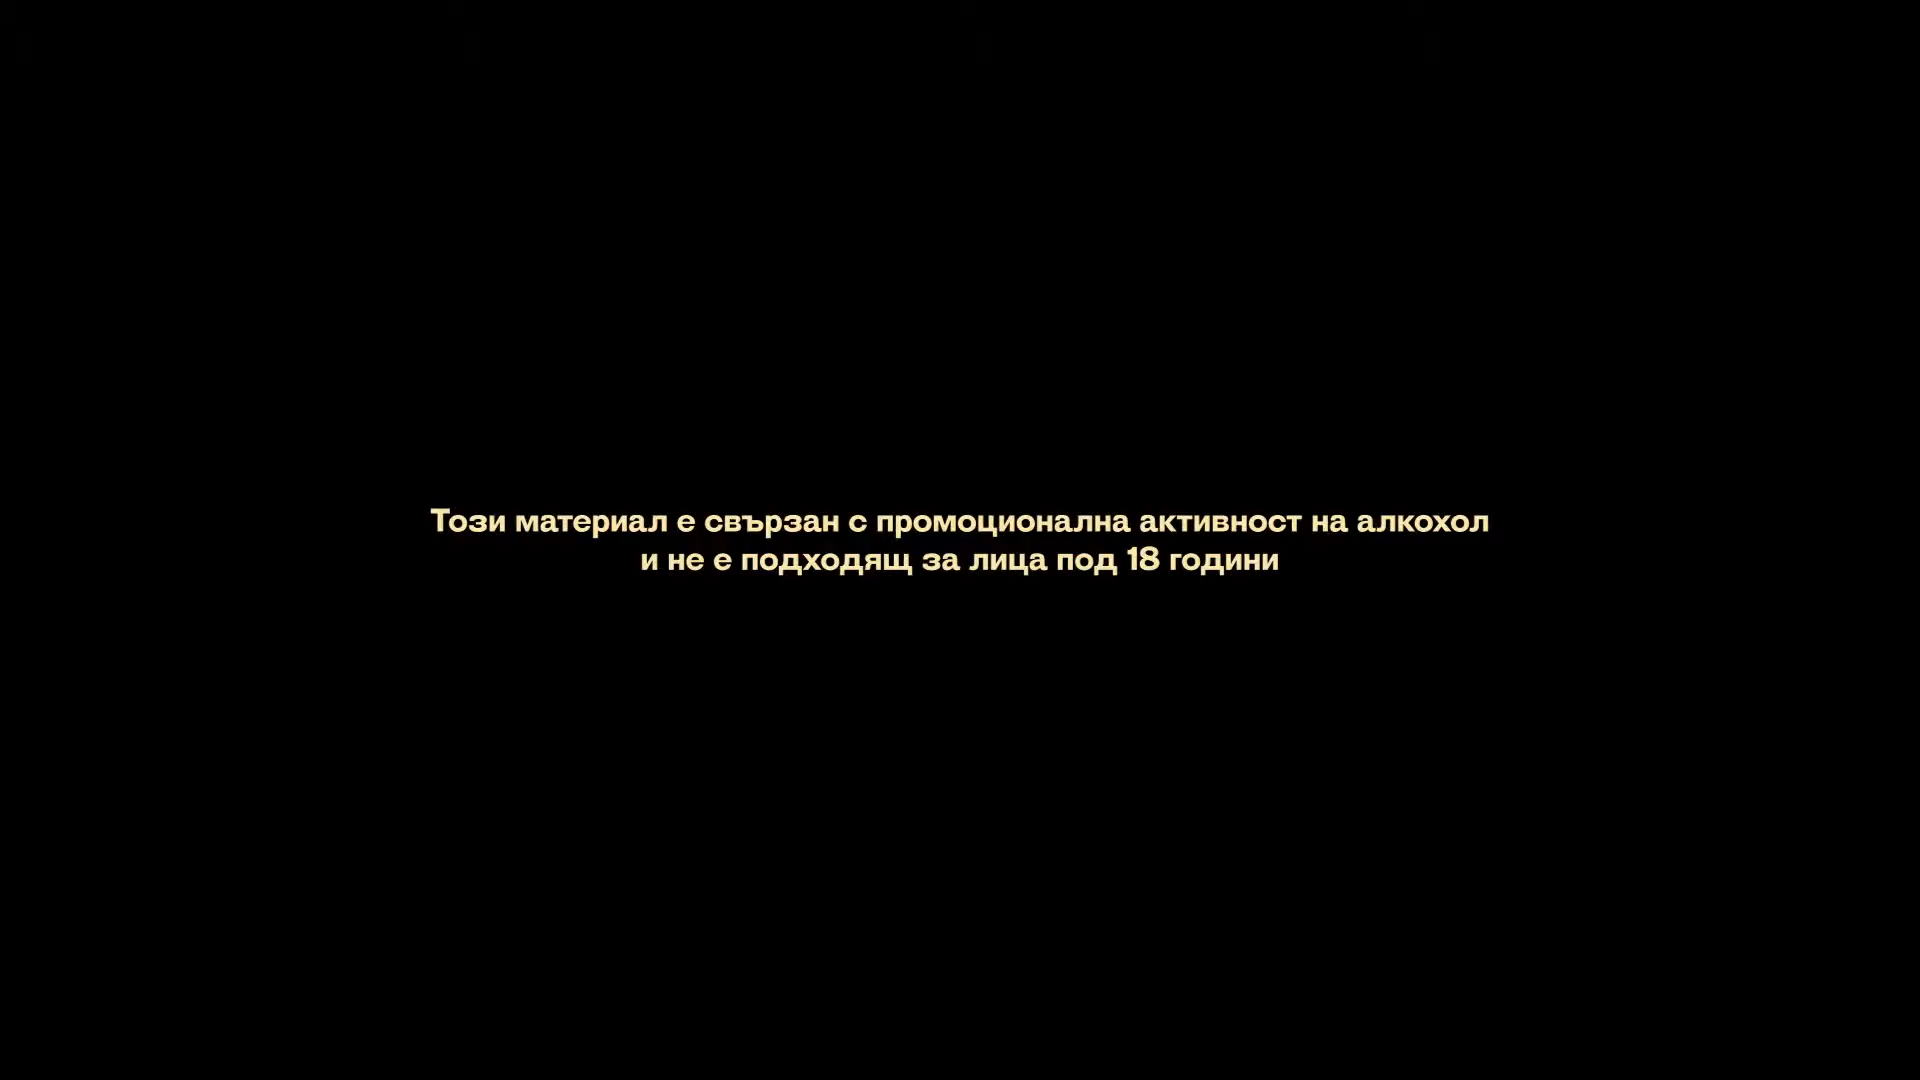 Този материал е свързан с промоционална активност на алкохол
и не е подходящ за лица под 18 години